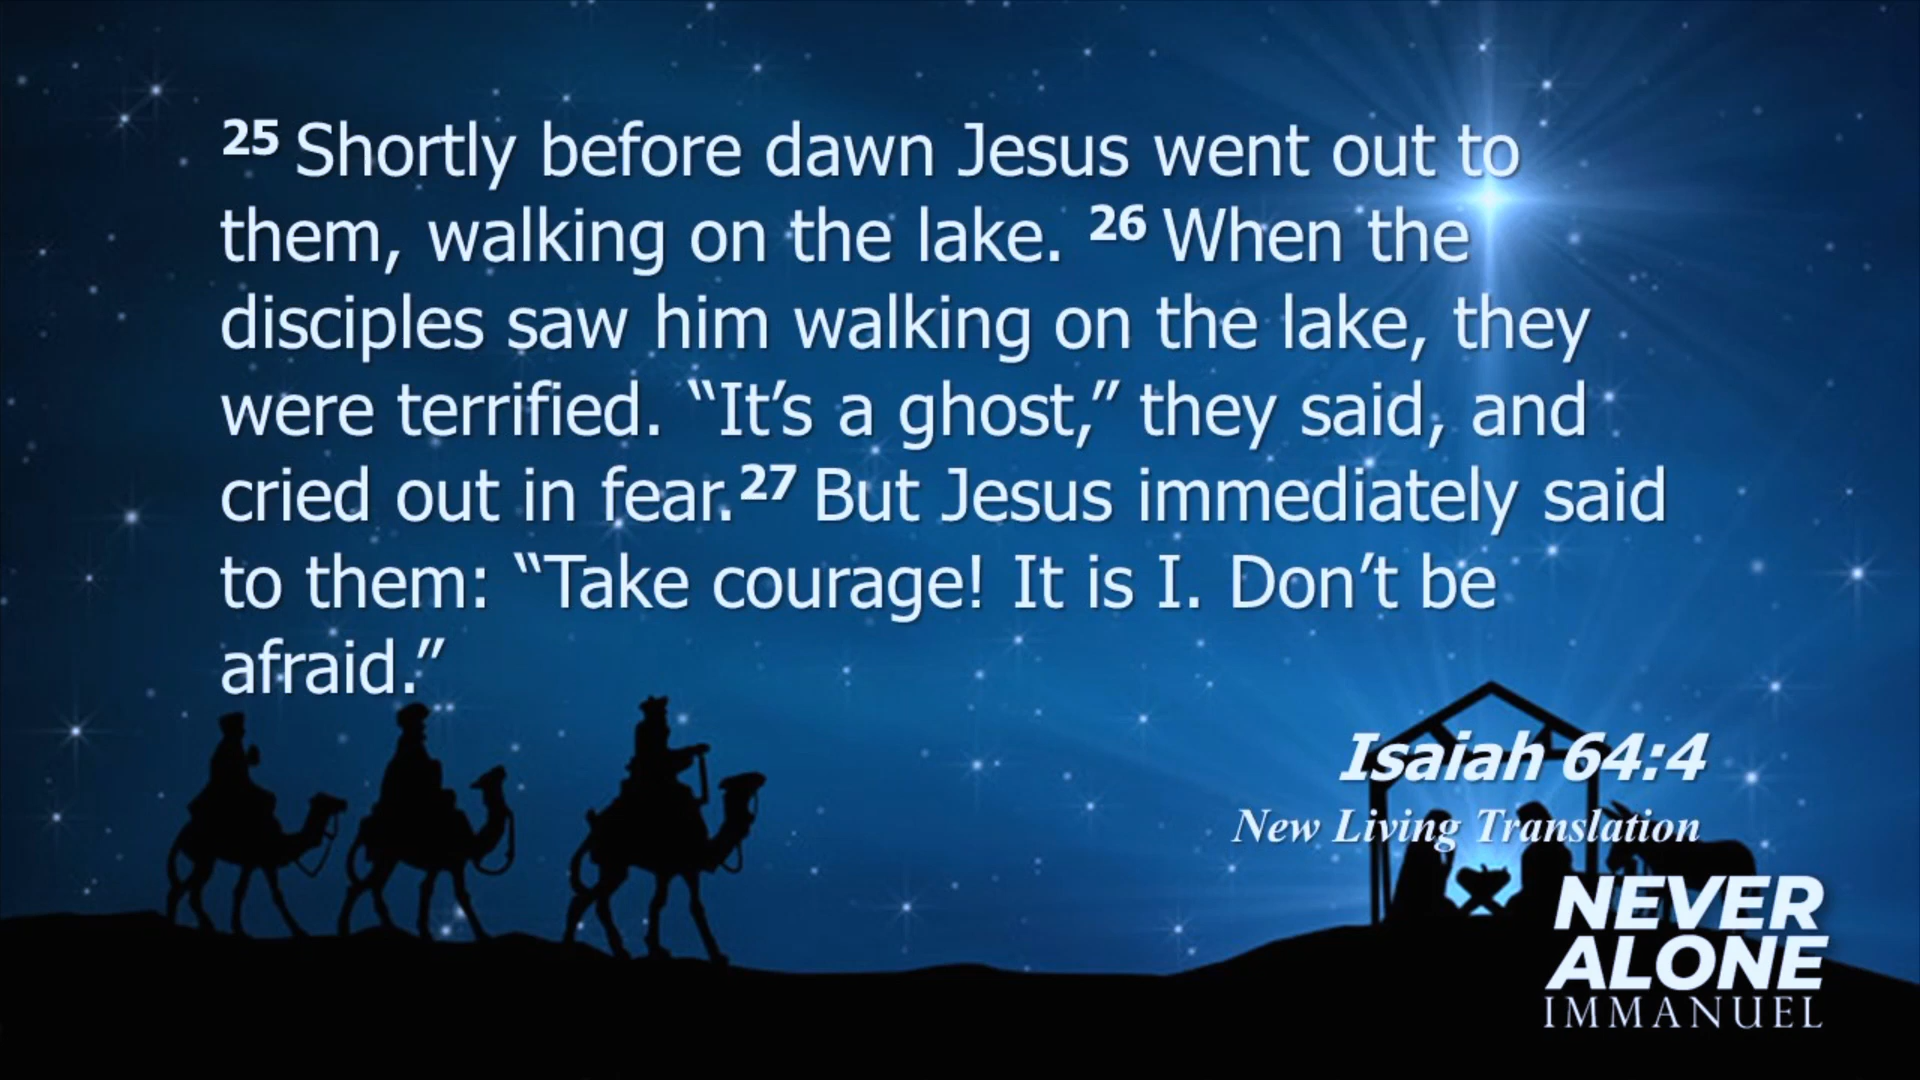 25 Shortly before dawn Jesus went out to
them, walking on the lake. 26 When the
disciples saw him walking on the lake, they
were terrified. “It’s a ghost,” they said, and
cried out in fear.27 But Jesus immediately said
to them: “Take courage! It is I. Don’t be
afraid.”
Isaiah 64:4
New Living Translation
NEVER
ALONE
IMMANUEL